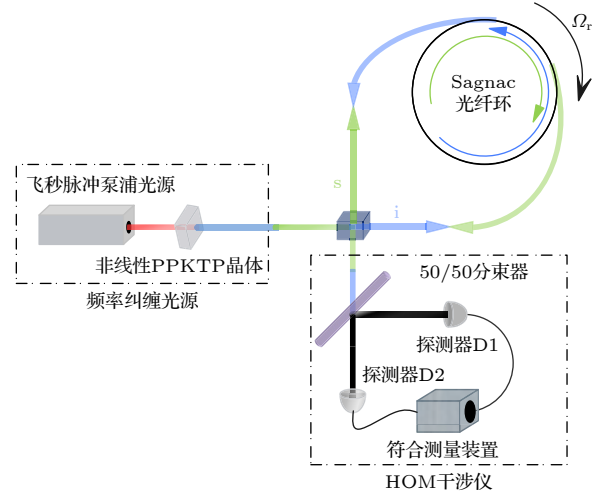 Ωr
Sagnac
光纤环
飞秒脉冲泵浦光源
s
i
非线性PPKTP晶体
50/50分束器
频率纠缠光源
探测器D1
探测器D2
符合测量装置
HOM干涉仪